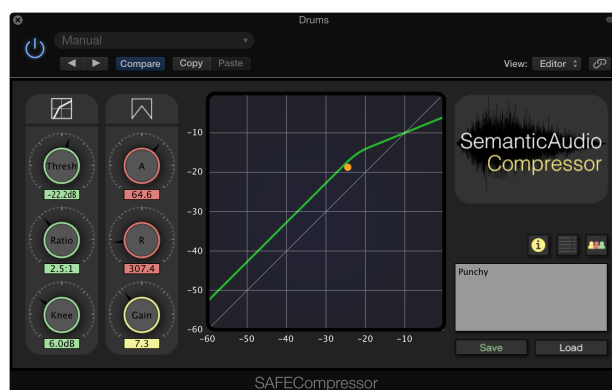 Drums
Manual
Compare Copy Paste View: Editor
Thresh A
-22.2dB 64.6
Ratio R
2.5:1 307.4
Knee Gain
6.0dB 7.3
-10
-20
-30
-40
-50
-60
-60 -50 -40 -30 -20 -10
SemanticAudio
Compressor
i
Punchy
Save Load
SAFECompressor